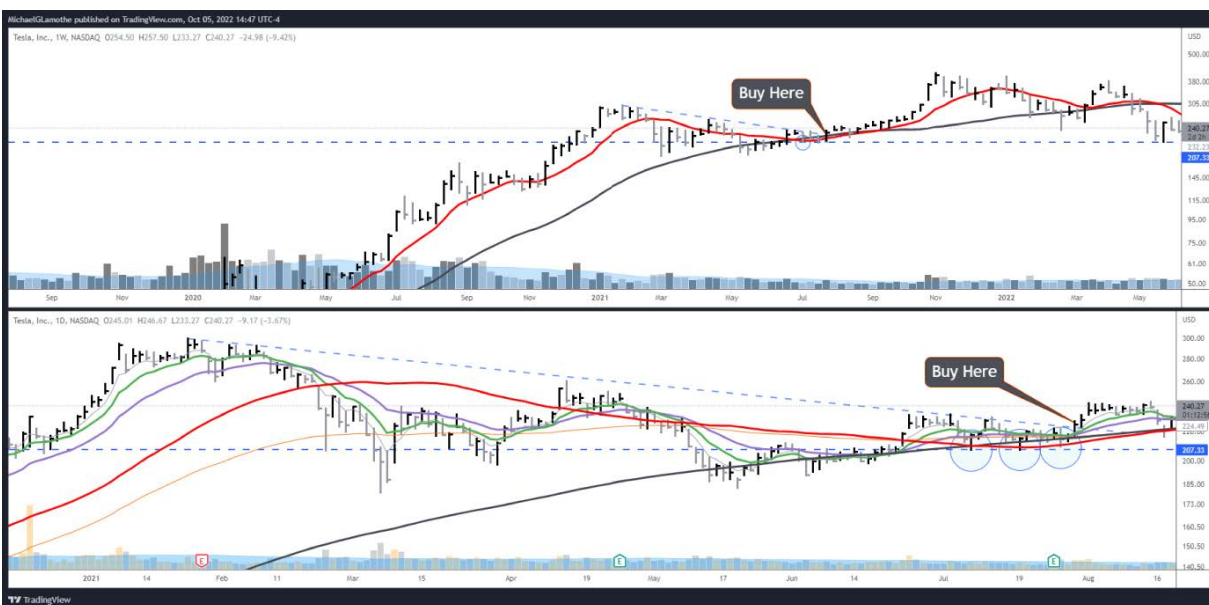 MichaelGLamothe published on TradingView.com, Oct 05, 2022 14:47 UTC-4
Tesla, Inc., 1W, NASDAQ O254.50 H257.50 L233.27 C240.27 -24.98 (-9.42%)
USD
500.00
380.00
Buy Here
305.00
240.27
2d 2h
232.23
207.33
145.00
115.00
95.00
75.00
61.00
50.00
Sep Nov 2020 Mar May Jul Sep Nov 2021 Mar May Jul Sep Nov 2022 Mar May
Tesla, Inc., 1D, NASDAQ O245.01 H246.67 L233.27 C240.27 -9.17 (-3.67%)
USD
300.00
280.00
Buy Here
260.00
240.27
224.49
207.33
200.00
185.00
173.00
160.50
150.50
E E E
140.50
2021 14 Feb 11 Mar 15 Apr 19 May 17 Jun 14 Jul 19 Aug 16
TradingView